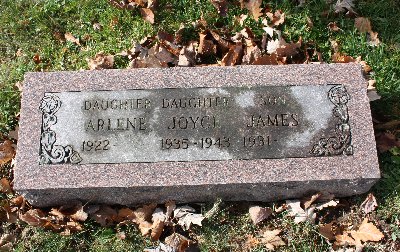 DAUGHTER DAUGHTER SON
ARLENE JOYCE JAMES
1922- 1935-1943 1931-